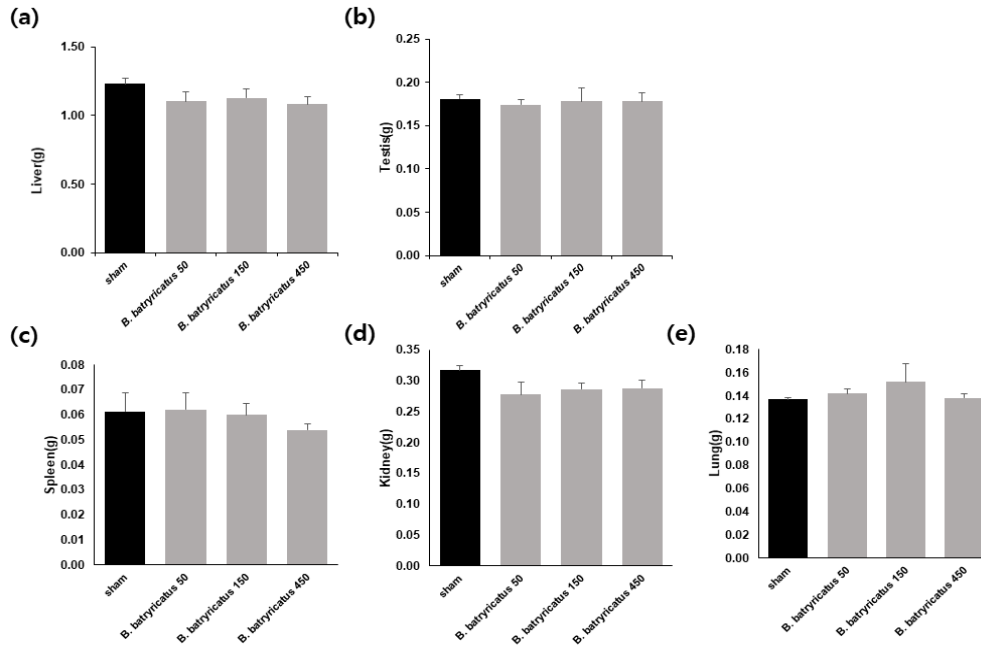 (a)
1.50
1.00
0.50
0.00
Liver(g)
sham
B. batryricatus 50
B. batryricatus 150
B. batryricatus 450
(b)
0.25
0.20
0.15
0.10
0.05
0.00
Testis(g)
sham
B. batryricatus 50
B. batryricatus 150
B. batryricatus 450
(c)
0.08
0.07
0.06
0.05
0.04
0.03
0.02
0.01
0.00
Spleen(g)
sham
B. batryricatus 50
B. batryricatus 150
B. batryricatus 450
(d)
0.35
0.30
0.25
0.20
0.15
0.10
0.05
0.00
Kidney(g)
sham
B. batryricatus 50
B. batryricatus 150
B. batryricatus 450
(e)
0.18
0.16
0.14
0.12
0.10
0.08
0.06
0.04
0.02
0.00
Lung(g)
sham
B. batryricatus 50
B. batryricatus 150
B. batryricatus 450